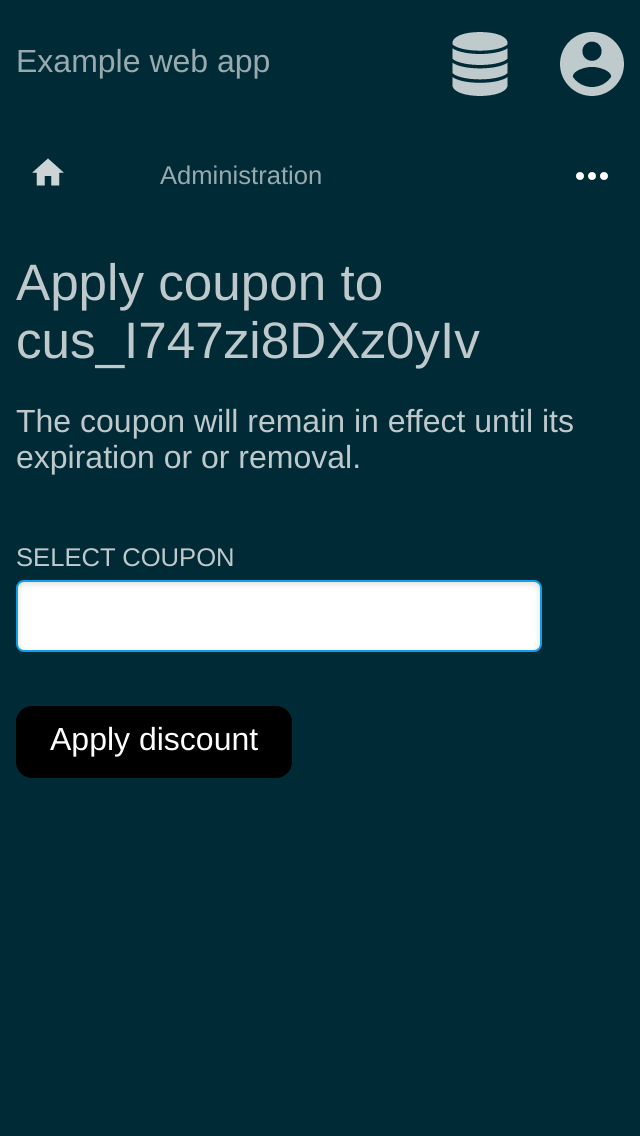 Example web app
Administration
Apply coupon to
cus_I747zi8DXz0yIv
The coupon will remain in effect until its
expiration or or removal.
SELECT COUPON
Apply discount